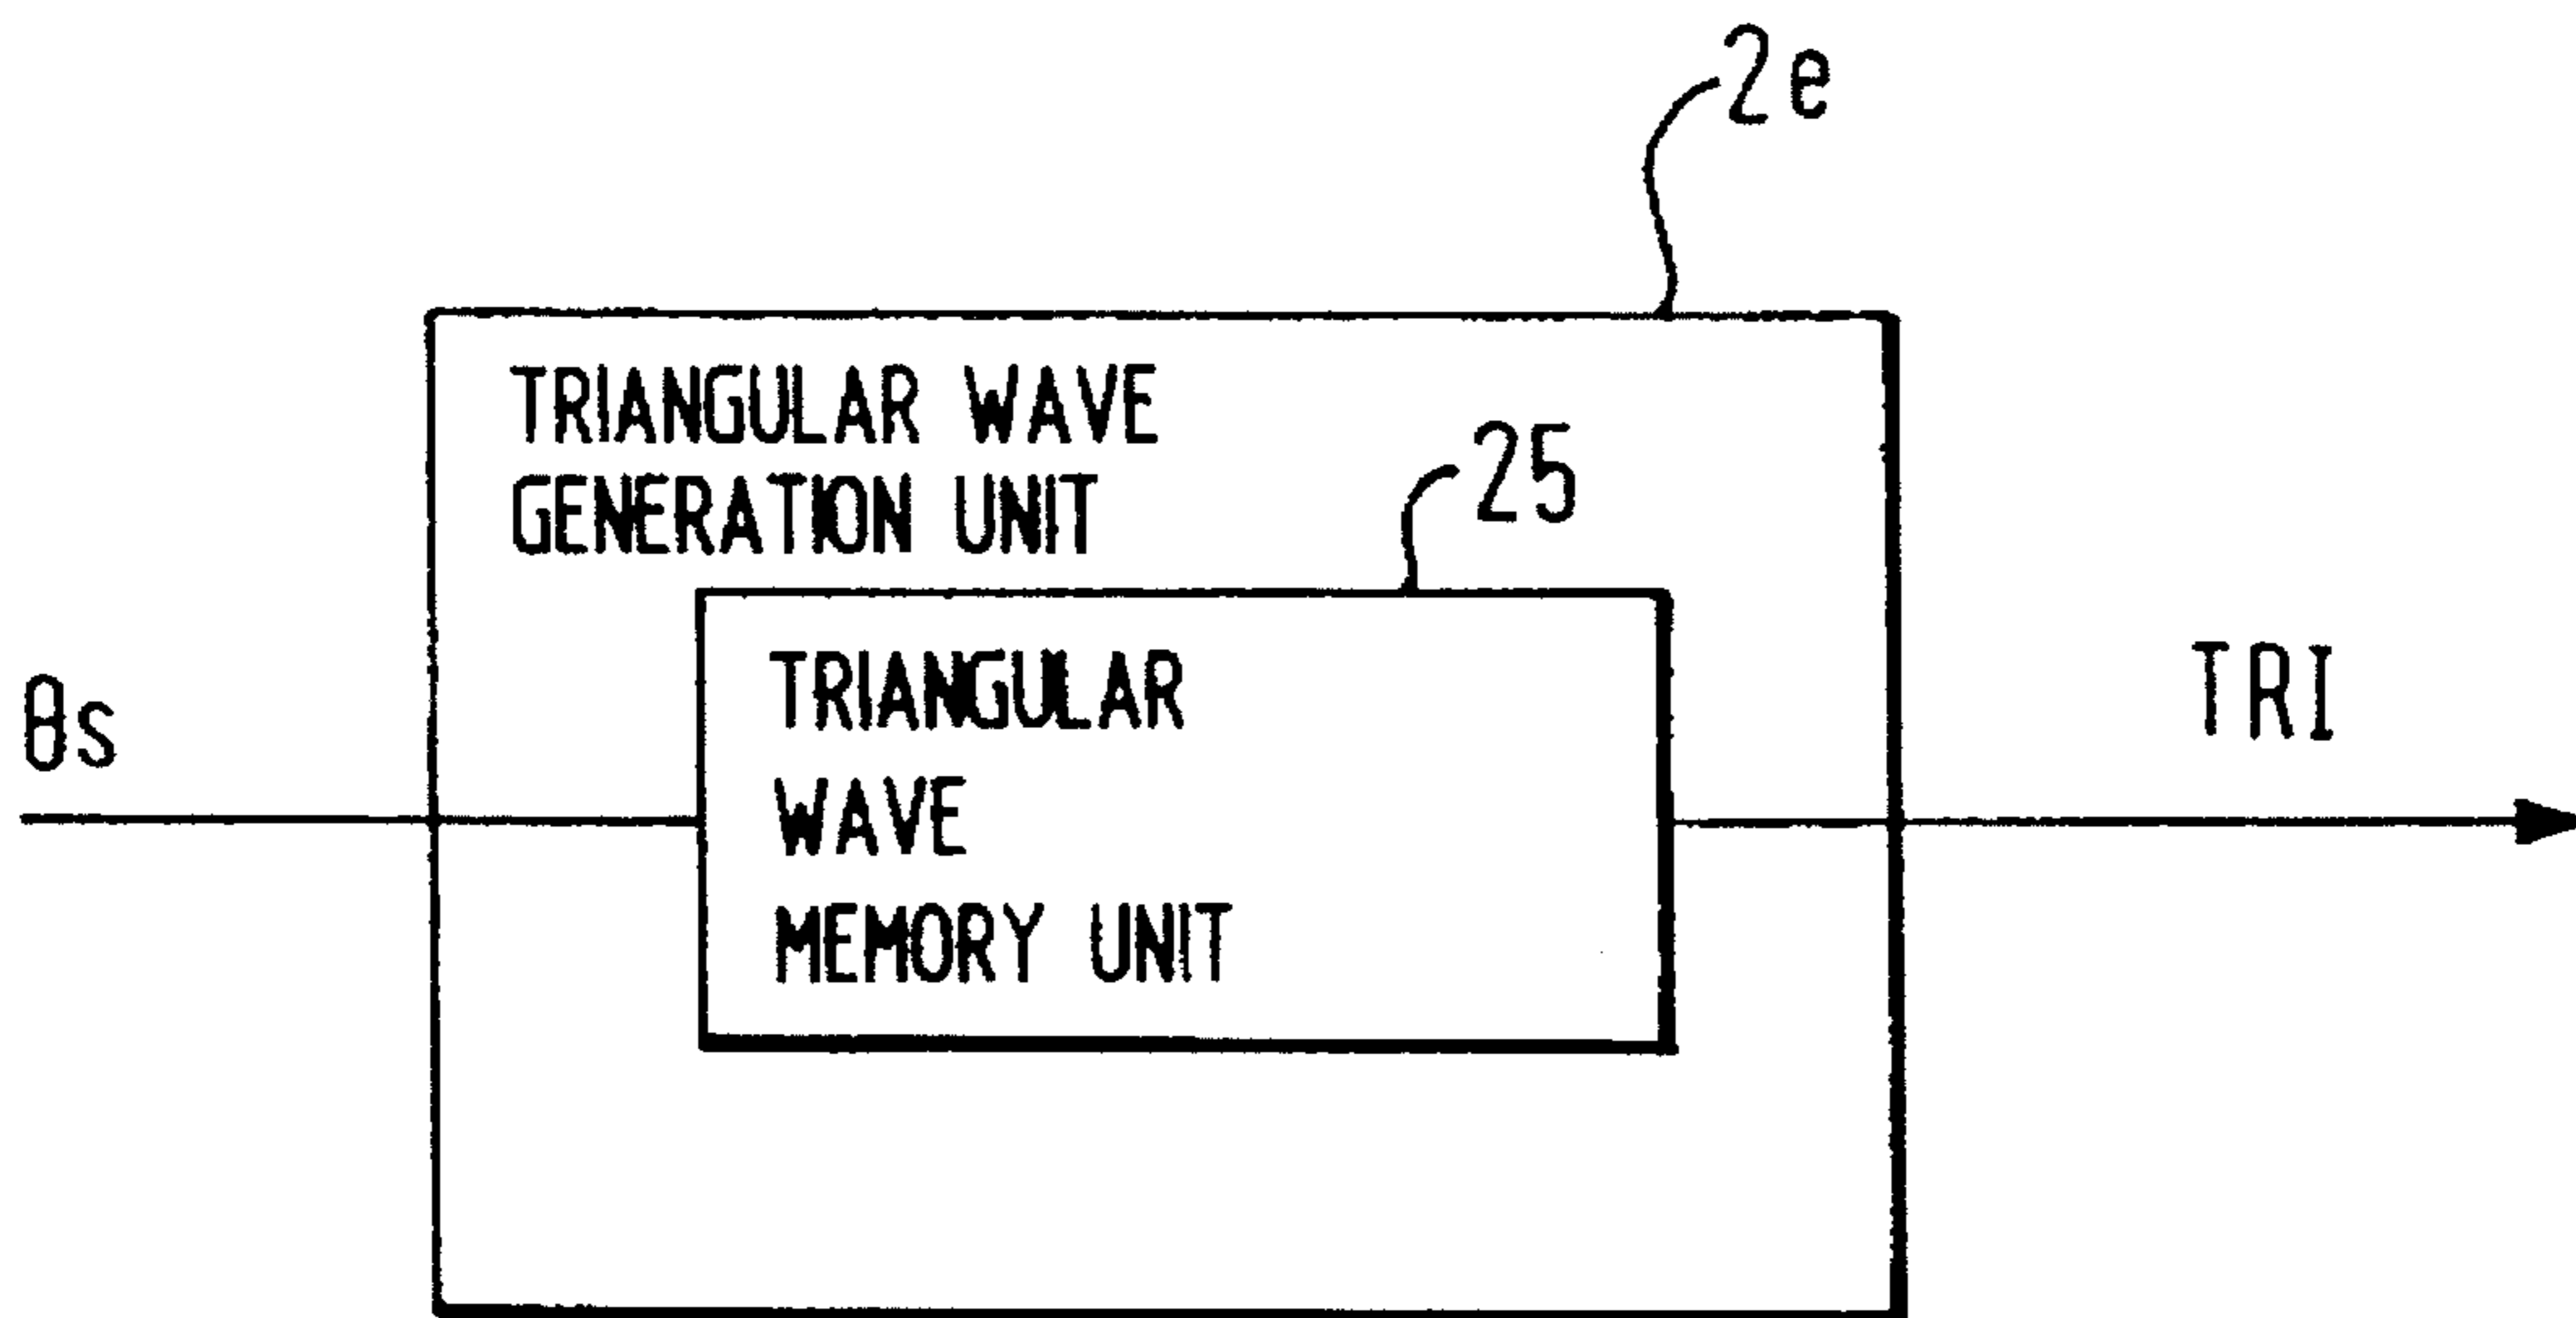 2e
TRIANGULAR WAVE
GENERATION UNIT
25
TRIANGULAR
WAVE
MEMORY UNIT
θs
TRI